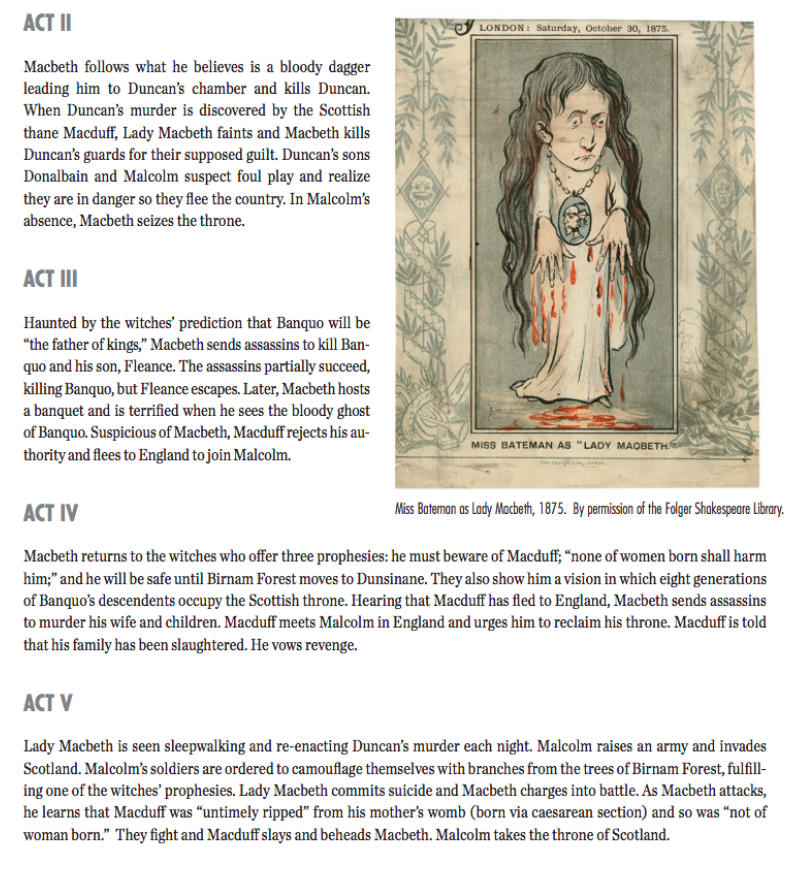 ACT II
Macbeth follows what he believes is a bloody dagger
leading him to Duncan's chamber and kills Duncan.
When Duncan's murder is discovered by the Scottish
thane Macduff, Lady Macbeth faints and Macbeth kills
Duncan's guards for their supposed guilt. Duncan's sons
Donalbain and Malcolm suspect foul play and realize
they are in danger so they flee the country. In Malcolm's
absence, Macbeth seizes the throne.
ACT III
Haunted by the witches' prediction that Banquo will be
“the father of kings,” Macbeth sends assassins to kill Ban-
quo and his son, Fleance. The assassins partially succeed,
killing Banquo, but Fleance escapes. Later, Macbeth hosts
a banquet and is terrified when he sees the bloody ghost
of Banquo. Suspicious of Macbeth, Macduff rejects his au-
thority and flees to England to join Malcolm.
LONDON: Saturday, October 30, 1875.
MISS BATEMAN AS "LADY MACBETH."
Miss Bateman as Lady Macbeth, 1875. By permission of the Folger Shakespeare Library.
ACT IV
Macbeth returns to the witches who offer three prophesies: he must beware of Macduff; “none of women born shall harm
him;” and he will be safe until Birnam Forest moves to Dunsinane. They also show him a vision in which eight generations
of Banquo's descendents occupy the Scottish throne. Hearing that Macduff has fled to England, Macbeth sends assassins
to murder his wife and children. Macduff meets Malcolm in England and urges him to reclaim his throne. Macduff is told
that his family has been slaughtered. He vows revenge.
ACT V
Lady Macbeth is seen sleepwalking and re-enacting Duncan's murder each night. Malcolm raises an army and invades
Scotland. Malcolm's soldiers are ordered to camouflage themselves with branches from the trees of Birnam Forest, fulfill-
ing one of the witches' prophesies. Lady Macbeth commits suicide and Macbeth charges into battle. As Macbeth attacks,
he learns that Macduff was “untimely ripped” from his mother's womb (born via caesarean section) and so was “not of
woman born.” They fight and Macduff slays and beheads Macbeth. Malcolm takes the throne of Scotland.